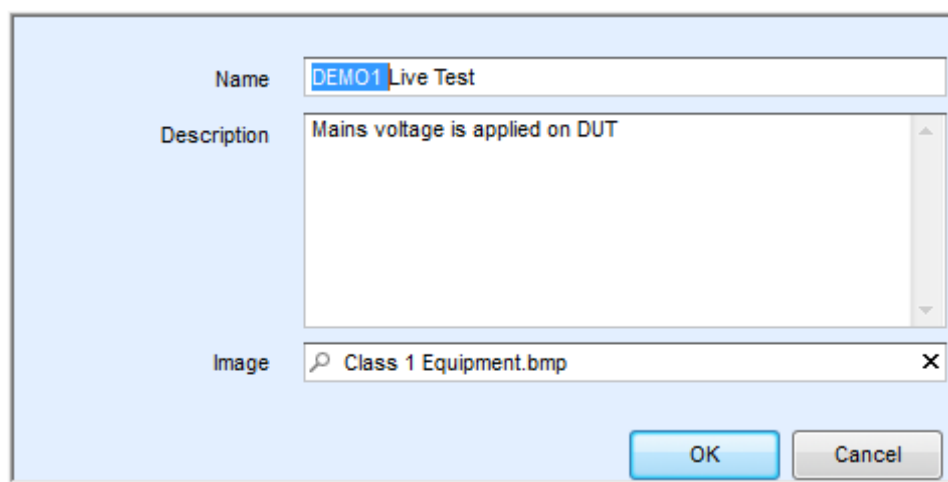 Name
DEMO1 Live Test
Description
Mains voltage is applied on DUT
Image
Class 1 Equipment.bmp
OK
Cancel